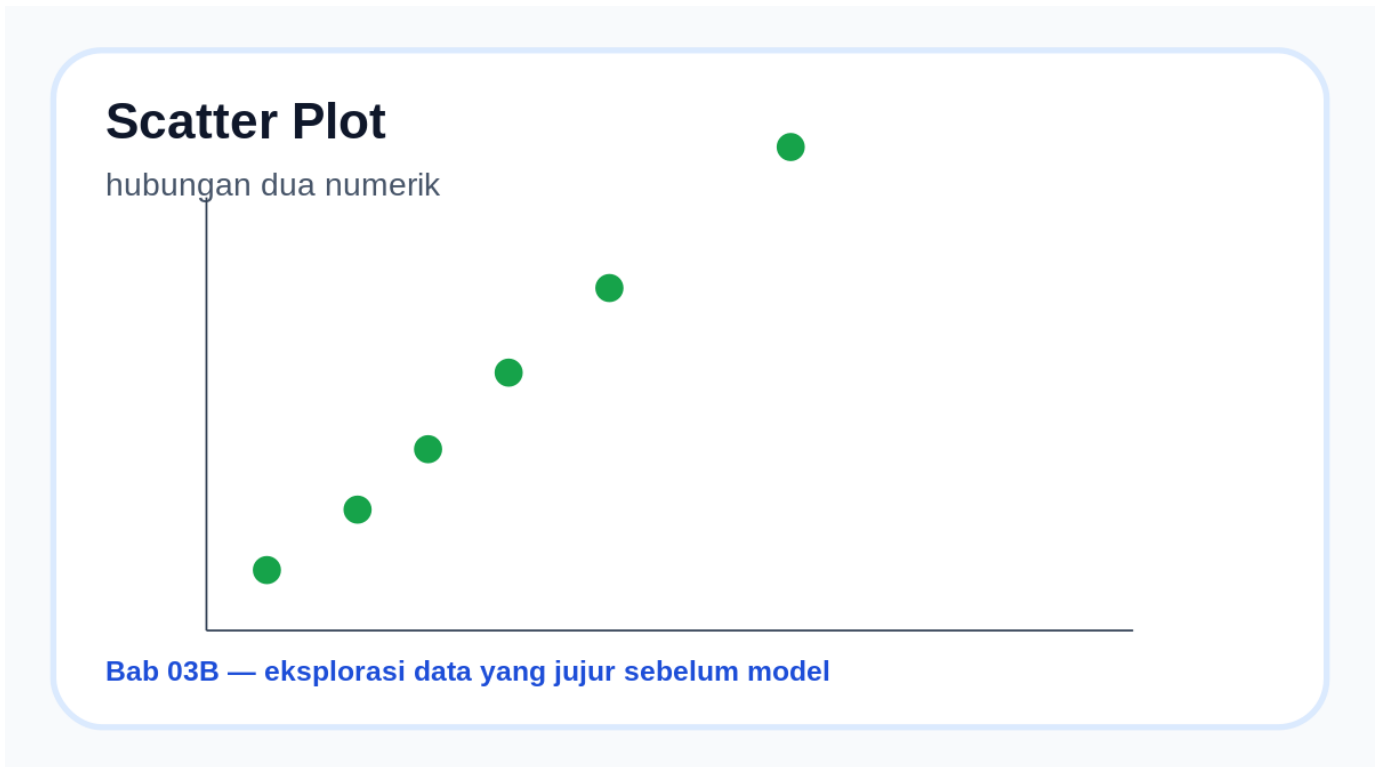 Scatter Plot
hubungan dua numerik
Bab 03B — eksplorasi data yang jujur sebelum model